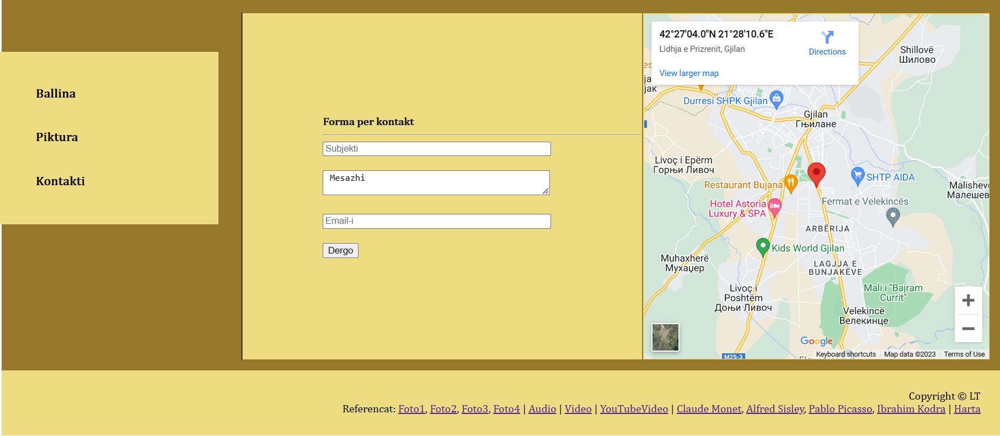 Ballina
Piktura
Kontakti
Forma per kontakt
Subjekti
Mesazhi
Email-i
Dergo
42°27'04.0"N 21°28'10.6"E
Lidhja e Prizrenit, Gjilan
Directions
View larger map
Shillovë
Шилово
Durresi SHPK Gjilan
Gjilan
Гњилане
Livoç i Epërm
Горњи Ливоч
Restaurant Bujana
SHTP AIDA
Hotel Astoria
Luxury & SPA
Fermat e Velekincës
ARBËRIJA
Kids World Gjilan
Muhaxherë
Мухаџер
LAGJJA E
BUNJAKËVE
Livoç i
Poshtëm
Доњи Ливоч
Mali i "Bajram
Currit"
Velekincë
Велекинце
M25-3
Google
Keyboard shortcuts
Map data ©2023
Terms of Use
Copyright © LT
Referencat: Foto1, Foto2, Foto3, Foto4 | Audio | Video | YouTubeVideo | Claude Monet, Alfred Sisley, Pablo Picasso, Ibrahim Kodra | Harta